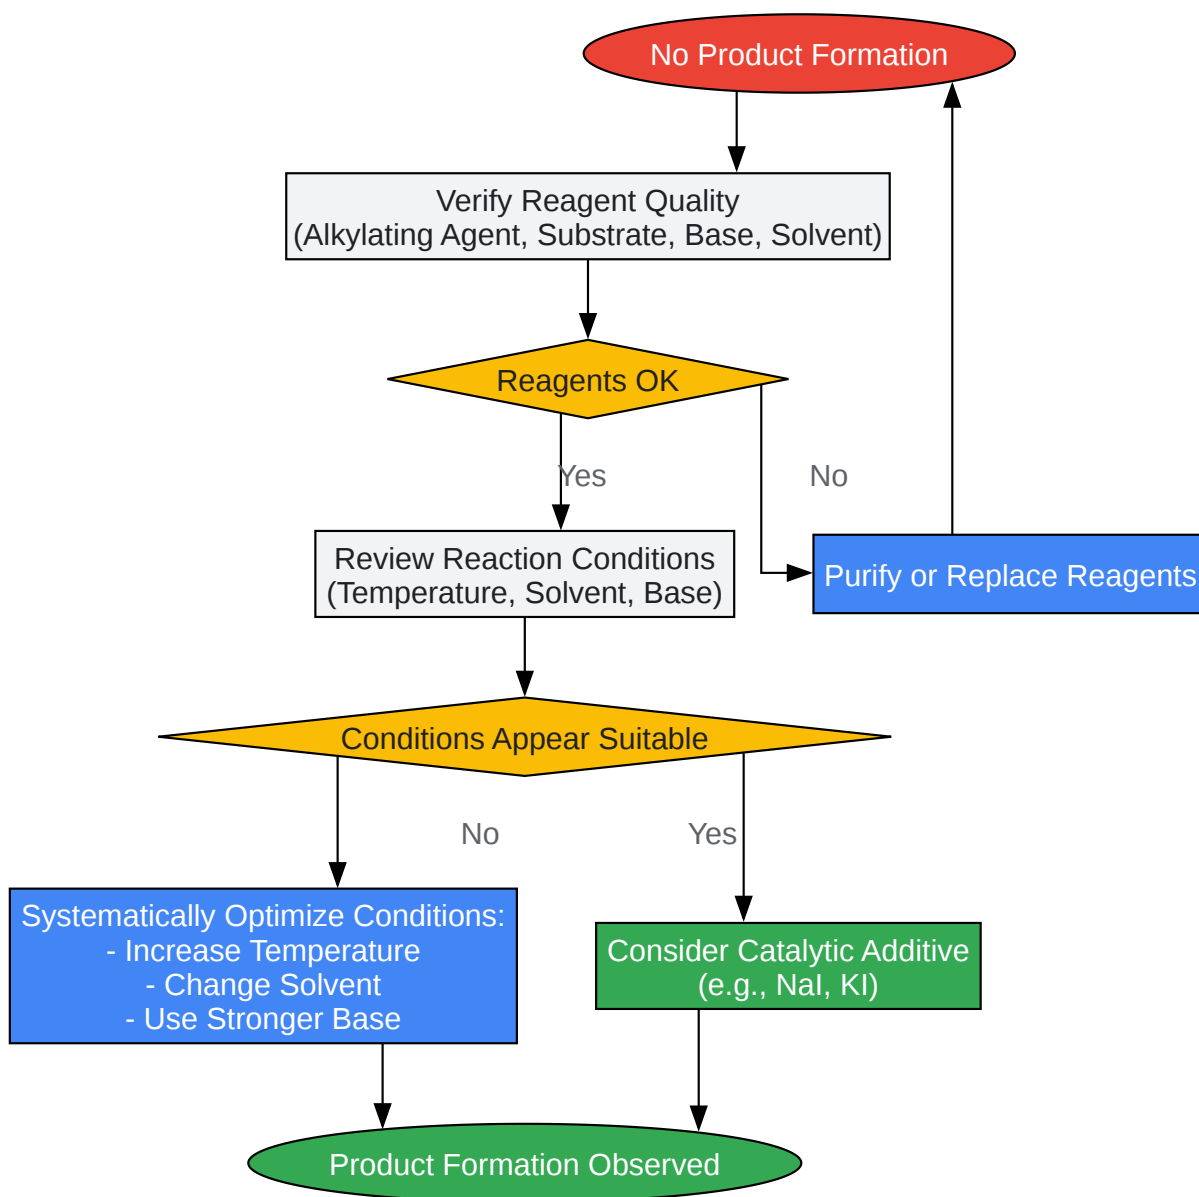 No Product Formation
Verify Reagent Quality
(Alkylating Agent, Substrate, Base, Solvent)
Reagents OK
Yes
No
Review Reaction Conditions
(Temperature, Solvent, Base)
Purify or Replace Reagents
Conditions Appear Suitable
No
Yes
Systematically Optimize Conditions:
- Increase Temperature
- Change Solvent
- Use Stronger Base
Consider Catalytic Additive
(e.g., NaI, KI)
Product Formation Observed